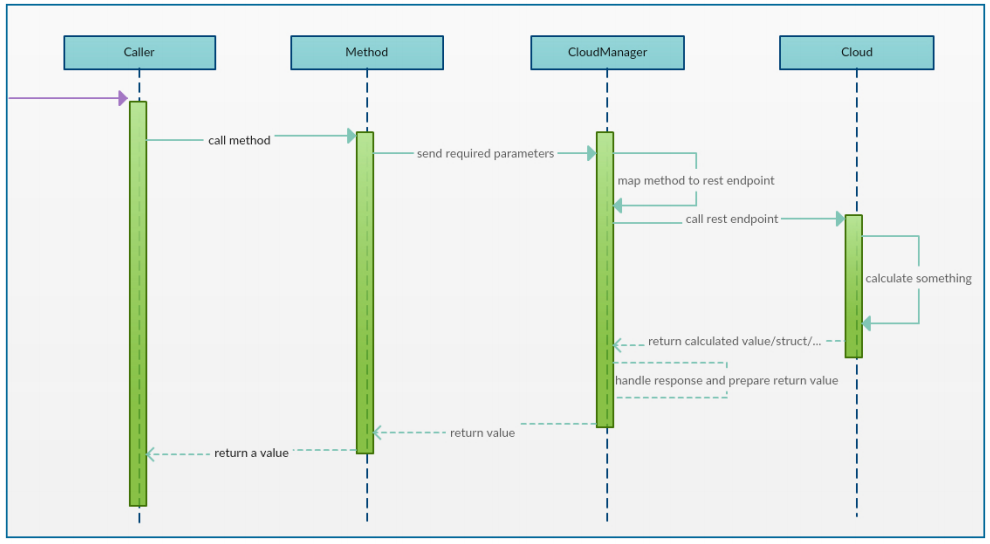 Caller
Method
CloudManager
Cloud
call method
send required parameters
map method to rest endpoint
call rest endpoint
calculate something
return calculated value/struct/...
handle response and prepare return value
return value
return a value